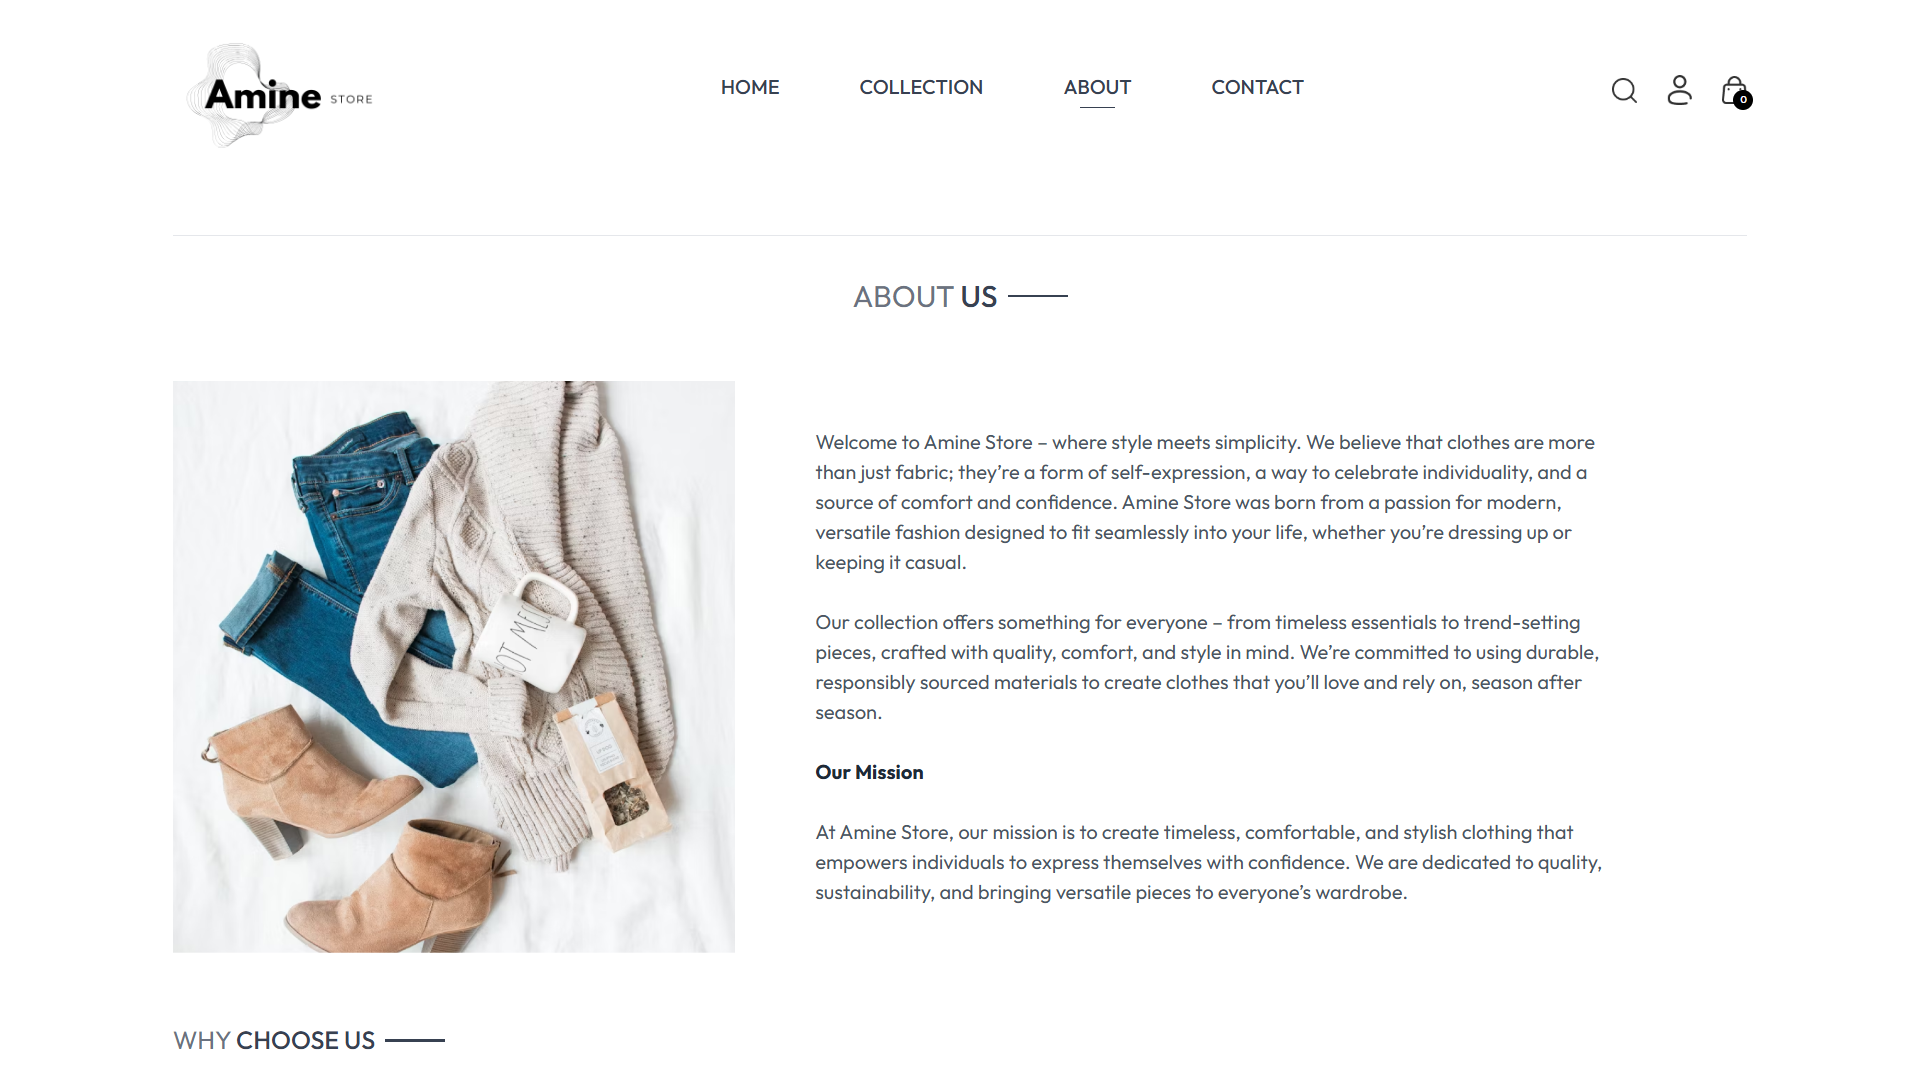 Amine STORE
HOME COLLECTION ABOUT CONTACT
0
ABOUT US
Welcome to Amine Store – where style meets simplicity. We believe that clothes are more
than just fabric; they’re a form of self-expression, a way to celebrate individuality, and a
source of comfort and confidence. Amine Store was born from a passion for modern,
versatile fashion designed to fit seamlessly into your life, whether you’re dressing up or
keeping it casual.
Our collection offers something for everyone – from timeless essentials to trend-setting
pieces, crafted with quality, comfort, and style in mind. We’re committed to using durable,
responsibly sourced materials to create clothes that you’ll love and rely on, season after
season.
Our Mission
At Amine Store, our mission is to create timeless, comfortable, and stylish clothing that
empowers individuals to express themselves with confidence. We are dedicated to quality,
sustainability, and bringing versatile pieces to everyone’s wardrobe.
WHY CHOOSE US